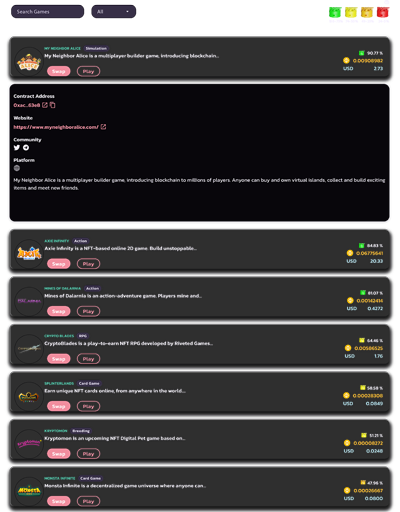 Search Games
All
MY NEIGHBOR ALICE Simulation
My Neighbor Alice is a multiplayer builder game, introducing blockchain...
Swap Play
90.77 %
0.00906982
USD 2.73
Contract Address
0xac...63e8
Website
https://www.myneighboralice.com/
Community
Platform
My Neighbor Alice is a multiplayer builder game, introducing blockchain to millions of players. Anyone can buy and own virtual islands, collect and build exciting
items and meet new friends.
AXIE INFINITY Action
Axie Infinity is a NFT-based online 2D game. Build unstoppable...
Swap Play
84.83 %
0.06775641
USD 20.33
MINES OF DALARNIA Action
Mines of Dalarnia is an action-adventure game. Players mine and...
Swap Play
81.07 %
0.00142414
USD 0.4272
CRYPTO BLADES RPG
CryptoBlades is a play-to-earn NFT RPG developed by Riveted Games...
Swap Play
64.46 %
0.00586525
USD 1.76
SPLINTERLANDS Card Game
Earn unique NFT cards online, from anywhere in the world...
Swap Play
58.58 %
0.00028308
USD 0.0849
KRYPTOMON Breeding
Kryptomon is an upcoming NFT Digital Pet game based on...
Swap Play
51.21 %
0.00008272
USD 0.0248
MONSTA INFINITE Card Game
Monsta Infinite is a decentralized game universe where anyone can...
Swap Play
47.96 %
0.00026667
USD 0.0800